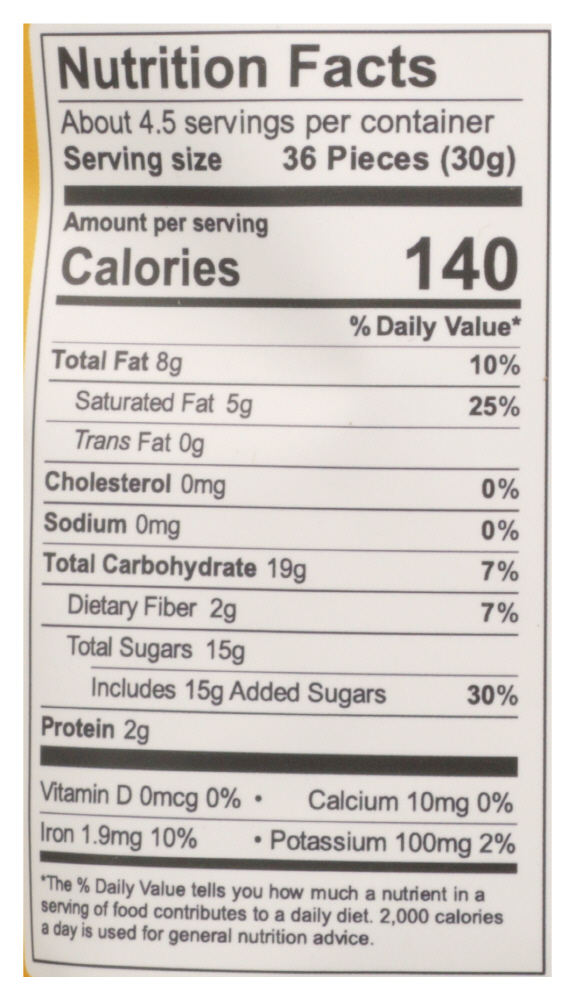 Nutrition Facts
About 4.5 servings per container
Serving size 36 Pieces (30g)
Amount per serving
Calories 140
% Daily Value*
Total Fat 8g 10%
Saturated Fat 5g 25%
Trans Fat 0g
Cholesterol 0mg 0%
Sodium 0mg 0%
Total Carbohydrate 19g 7%
Dietary Fiber 2g 7%
Total Sugars 15g
Includes 15g Added Sugars 30%
Protein 2g
Vitamin D 0mcg 0% • Calcium 10mg 0%
Iron 1.9mg 10% • Potassium 100mg 2%
*The % Daily Value tells you how much a nutrient in a
serving of food contributes to a daily diet. 2,000 calories
a day is used for general nutrition advice.